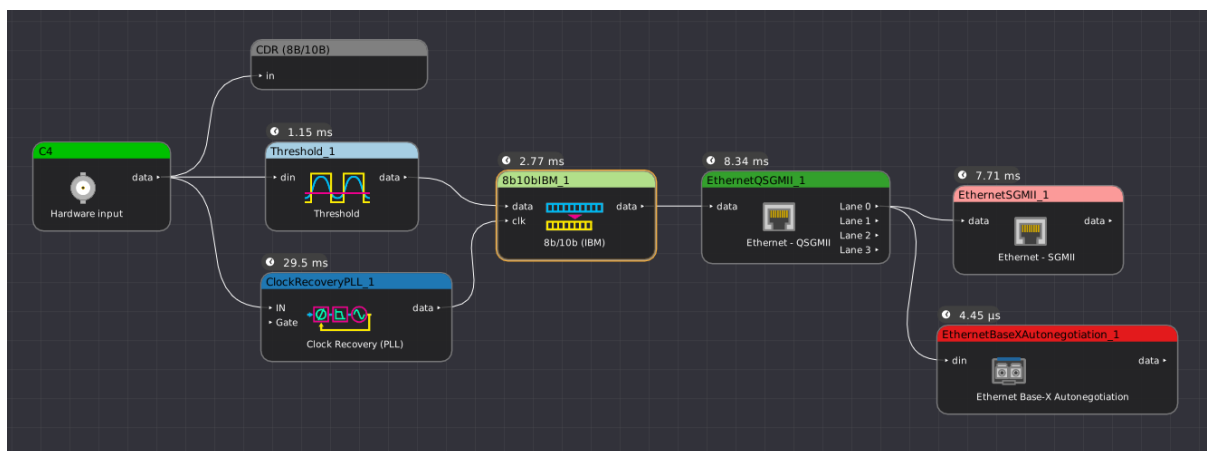 CDR (8B/10B)
in
C4
data
Hardware input
1.15 ms
Threshold_1
din
data
Threshold
29.5 ms
ClockRecoveryPLL_1
IN
data
Gate
Clock Recovery (PLL)
2.77 ms
8b10bIBM_1
data
data
clk
8b/10b (IBM)
8.34 ms
EthernetQSGMII_1
data
Lane 0
Lane 1
Lane 2
Lane 3
Ethernet - QSGMII
7.71 ms
EthernetSGMII_1
data
data
Ethernet - SGMII
4.45 µs
EthernetBaseXAutonegotiation_1
din
data
Ethernet Base-X Autonegotiation